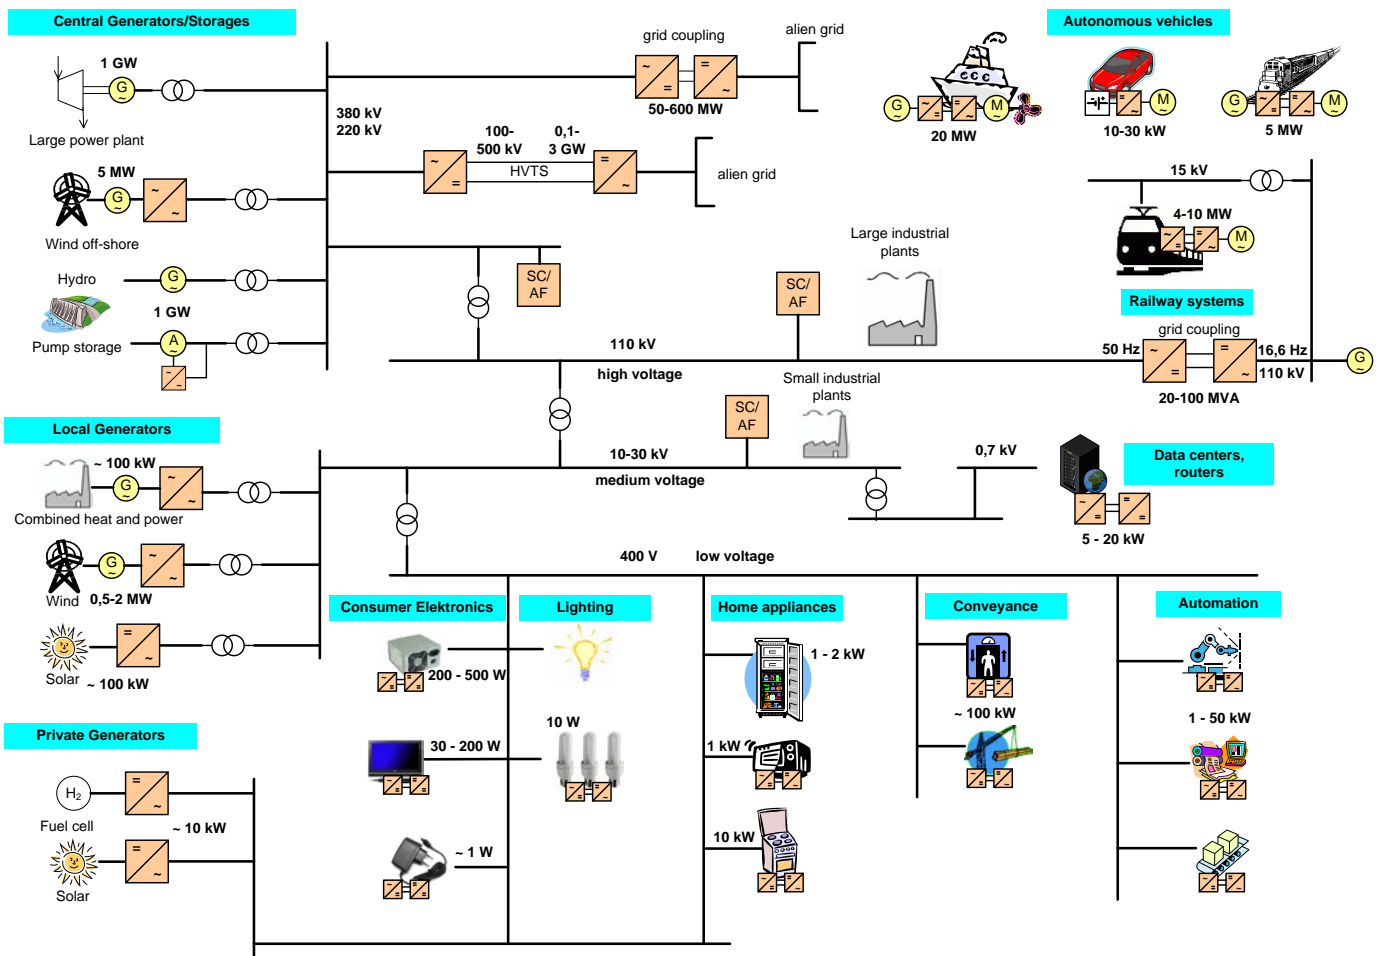 Central Generators/Storages
1 GW
G
~
Large power plant
5 MW
G
~
~
~
Wind off-shore
Hydro
G
~
1 GW
Pump storage
A
~
~
~
380 kV
220 kV
grid coupling
alien grid
~
=
=
~
50-600 MW
100-
500 kV
0,1-
3 GW
~
=
HVTS
=
~
alien grid
SC/
AF
SC/
AF
Large industrial
plants
110 kV
high voltage
Autonomous vehicles
G
~
~
=
=
~
M
~
20 MW
=
~
M
~
10-30 kW
G
~
~
=
=
~
M
~
5 MW
15 kV
4-10 MW
~
=
=
~
M
~
Railway systems
grid coupling
50 Hz
~
=
=
~
16,6 Hz
110 kV
20-100 MVA
G
~
Small industrial
plants
SC/
AF
10-30 kV
medium voltage
0,7 kV
Data centers,
routers
~
=
=
=
5 - 20 kW
Local Generators
~ 100 kW
G
~
~
~
Combined heat and power
G
~
~
~
Wind
0,5-2 MW
=
~
Solar
~ 100 kW
Private Generators
H2
=
~
Fuel cell
~ 10 kW
=
~
Solar
400 V
low voltage
Consumer Elektronics
200 - 500 W
30 - 200 W
~ 1 W
Lighting
10 W
Home appliances
1 - 2 kW
1 kW
10 kW
Conveyance
~ 100 kW
Automation
1 - 50 kW